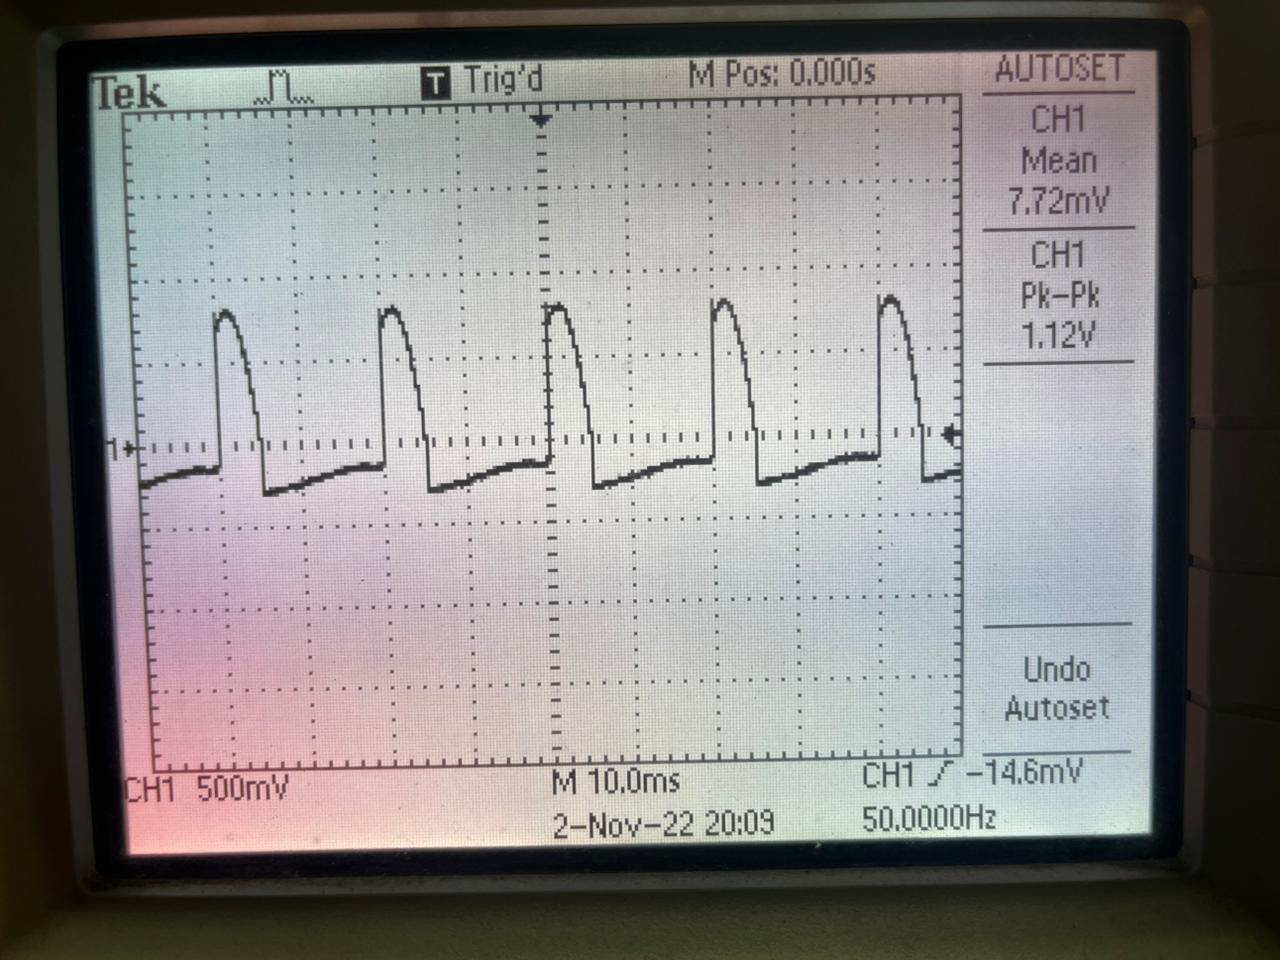 Tek T Trig'd M Pos: 0.000s AUTOSET
CH1
Mean
7.72mV
CH1
Pk-Pk
1.12V
1
Undo
Autoset
CH1 500mV M 10.0ms CH1 -14.6mV
2-Nov-22 20:09 50.0000Hz